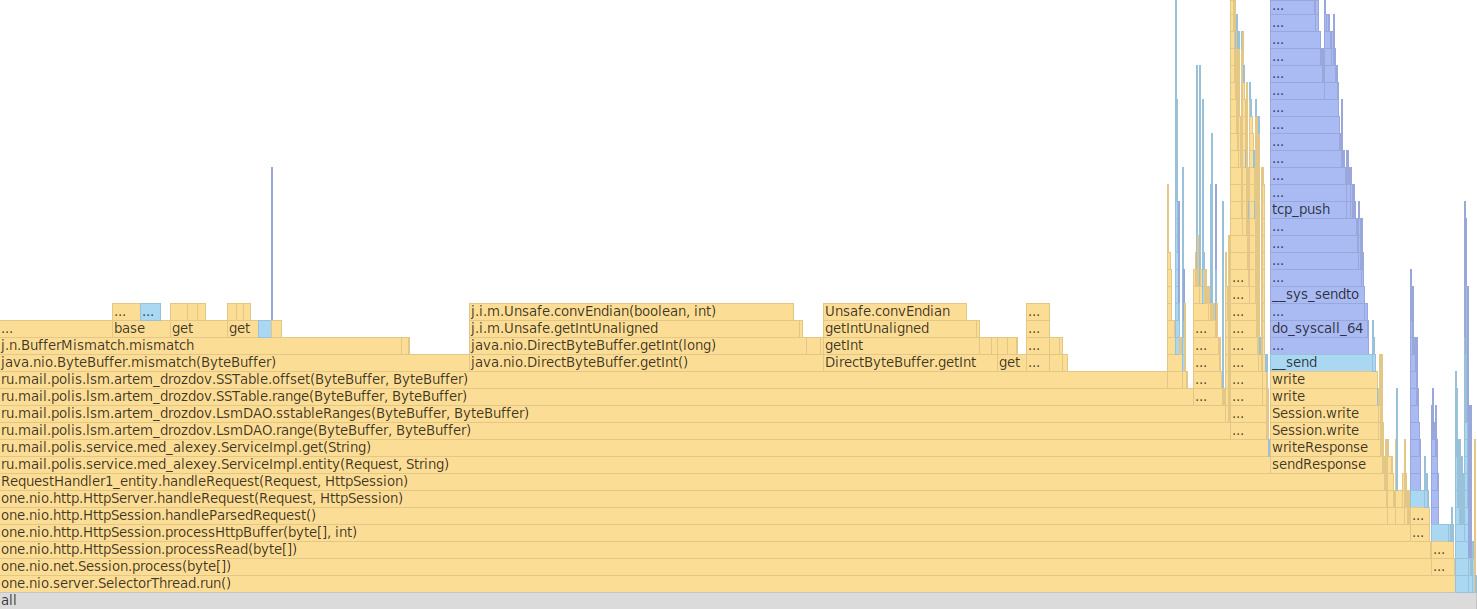 ...
...
...
...
...
...
...
...
...
...
...
...
tcp_push
...
...
...
... ...
... __sys_sendto
... ... j.i.m.Unsafe.convEndian(boolean, int) Unsafe.convEndian ... ...
... base get get j.i.m.Unsafe.getIntUnaligned getIntUnaligned ... ... ... do_syscall_64
j.n.BufferMismatch.mismatch java.nio.DirectByteBuffer.getInt(long) getInt ... ... ... ...
java.nio.ByteBuffer.mismatch(ByteBuffer) java.nio.DirectByteBuffer.getInt() DirectByteBuffer.getInt get ... ... ... __send
ru.mail.polis.lsm.artem_drozdov.SSTable.offset(ByteBuffer, ByteBuffer) ... ... write
ru.mail.polis.lsm.artem_drozdov.SSTable.range(ByteBuffer, ByteBuffer) ... ... write
ru.mail.polis.lsm.artem_drozdov.LsmDAO.sstableRanges(ByteBuffer, ByteBuffer) ... Session.write
ru.mail.polis.lsm.artem_drozdov.LsmDAO.range(ByteBuffer, ByteBuffer) ... Session.write
ru.mail.polis.service.med_alexey.ServiceImpl.get(String) writeResponse
ru.mail.polis.service.med_alexey.ServiceImpl.entity(Request, String) sendResponse
RequestHandler1_entity.handleRequest(Request, HttpSession)
one.nio.http.HttpServer.handleRequest(Request, HttpSession)
one.nio.http.HttpSession.handleParsedRequest() ...
one.nio.http.HttpSession.processHttpBuffer(byte[], int) ...
one.nio.http.HttpSession.processRead(byte[]) ...
one.nio.net.Session.process(byte[]) ...
one.nio.server.SelectorThread.run()
all